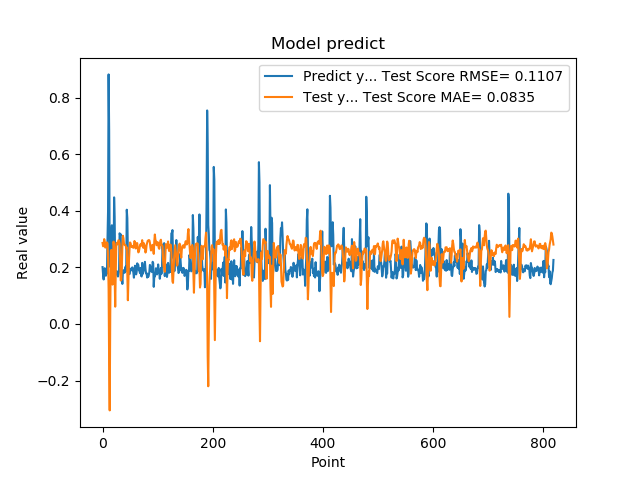 Model predict
Predict y... Test Score RMSE= 0.1107
Test y... Test Score MAE= 0.0835
Real value
0.8
0.6
0.4
0.2
0.0
−0.2
0 200 400 600 800
Point